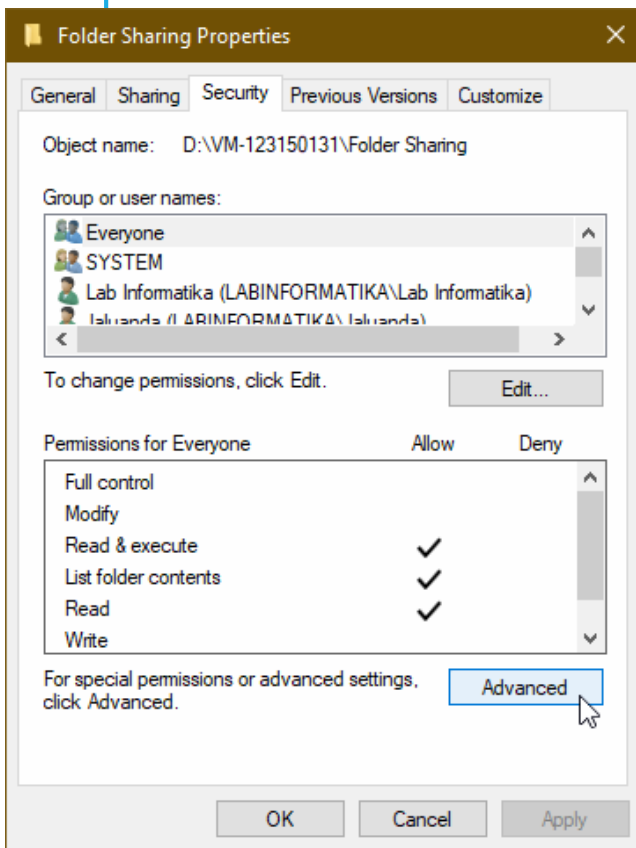 Folder Sharing Properties
General Sharing Security Previous Versions Customize
Object name: D:\VM-123150131\Folder Sharing
Group or user names:
Everyone
SYSTEM
Lab Informatika (LABINFORMATIKA\Lab Informatika)
Jaluanda (LABINFORMATIKA\Jaluanda)
To change permissions, click Edit.
Edit...
Permissions for Everyone Allow Deny
Full control
Modify
Read & execute
List folder contents
Read
Write
For special permissions or advanced settings,
click Advanced.
Advanced
OK Cancel Apply